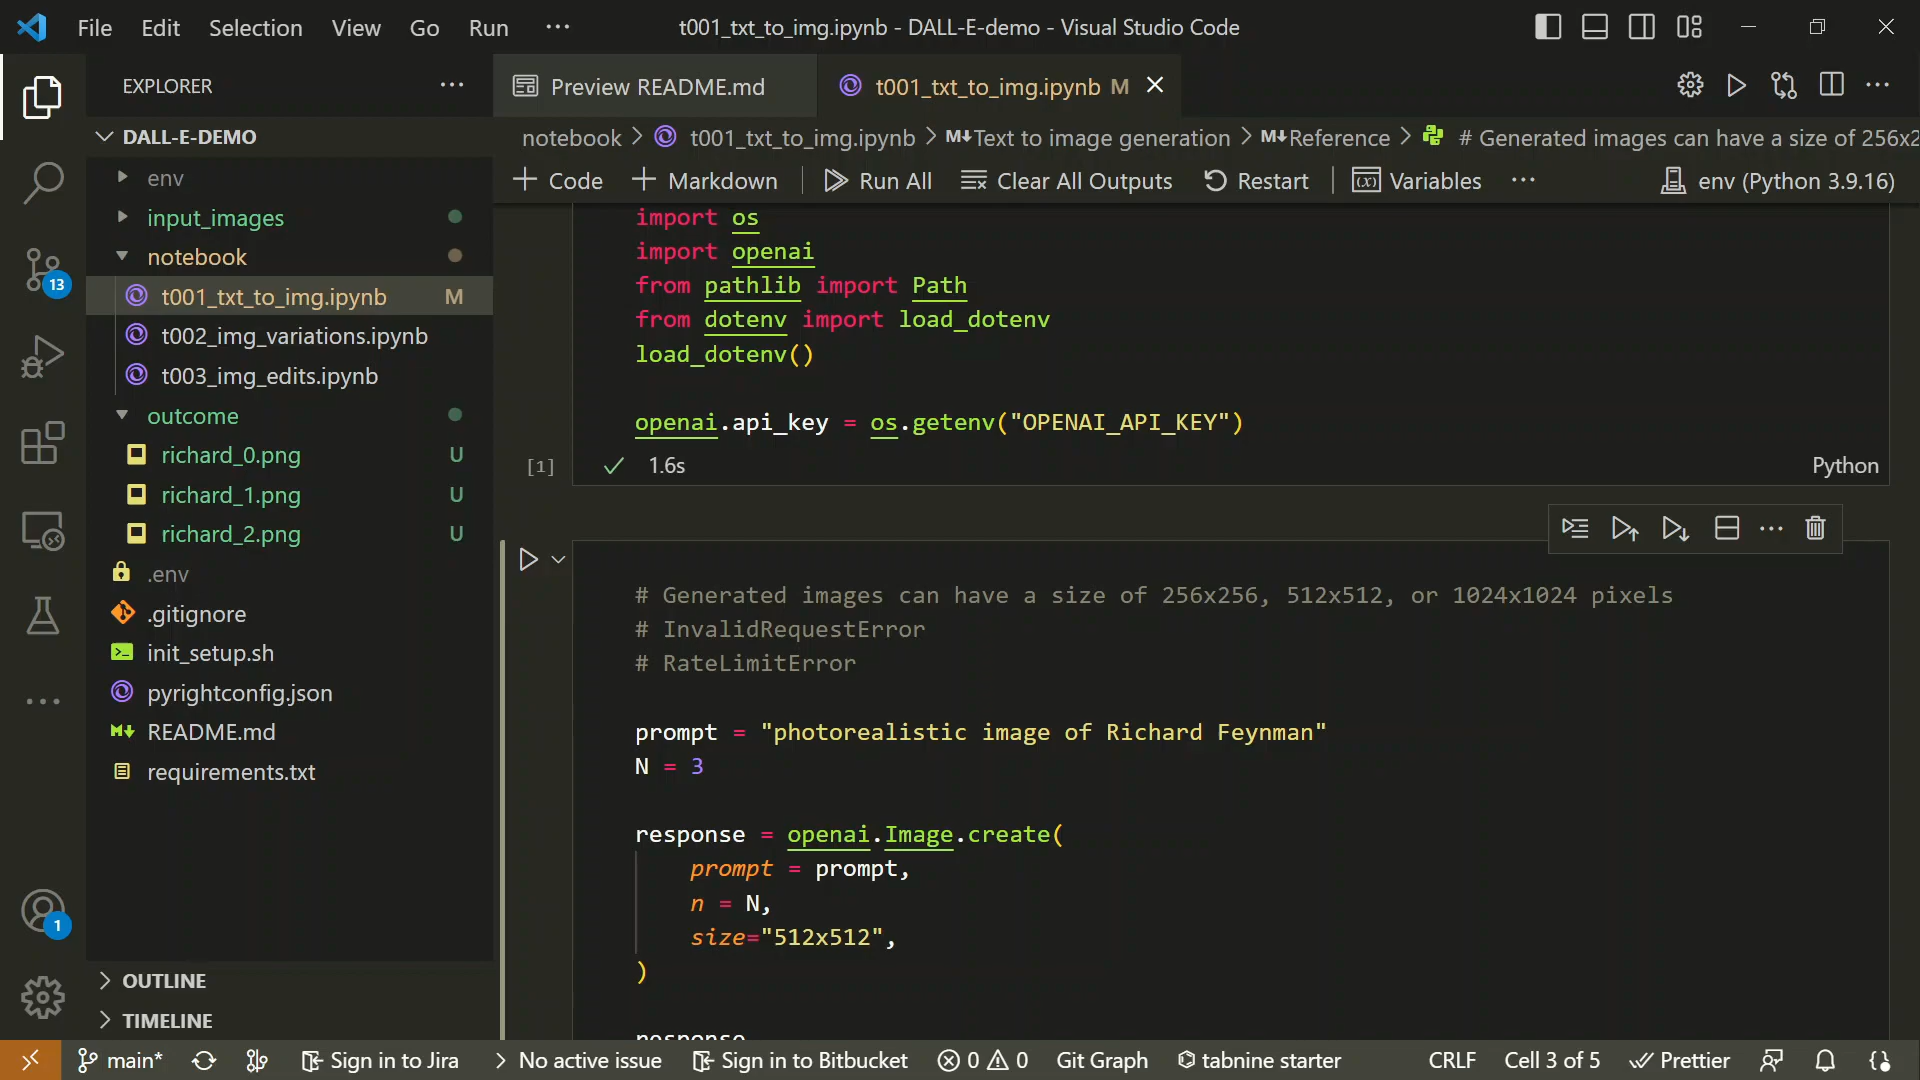 File Edit Selection View Go Run ··· t001_txt_to_img.ipynb - DALL-E-demo - Visual Studio Code
EXPLORER ···
Preview README.md t001_txt_to_img.ipynb M
DALL-E-DEMO
env
input_images
notebook
t001_txt_to_img.ipynb M
t002_img_variations.ipynb
t003_img_edits.ipynb
outcome
richard_0.png U
richard_1.png U
richard_2.png U
.env
.gitignore
init_setup.sh
pyrightconfig.json
README.md
requirements.txt
OUTLINE
TIMELINE
13
1
notebook > t001_txt_to_img.ipynb > M↓Text to image generation > M↓Reference > # Generated images can have a size of 256x2
Code Markdown Run All Clear All Outputs Restart Variables ··· env (Python 3.9.16)
import os
import openai
from pathlib import Path
from dotenv import load_dotenv
load_dotenv()
openai.api_key = os.getenv("OPENAI_API_KEY")
[1] ✓ 1.6s Python
# Generated images can have a size of 256x256, 512x512, or 1024x1024 pixels
# InvalidRequestError
# RateLimitError
prompt = "photorealistic image of Richard Feynman"
N = 3
response = openai.Image.create(
prompt = prompt,
n = N,
size="512x512",
)
response
main* Sign in to Jira > No active issue Sign in to Bitbucket 0 0 Git Graph tabnine starter CRLF Cell 3 of 5 Prettier